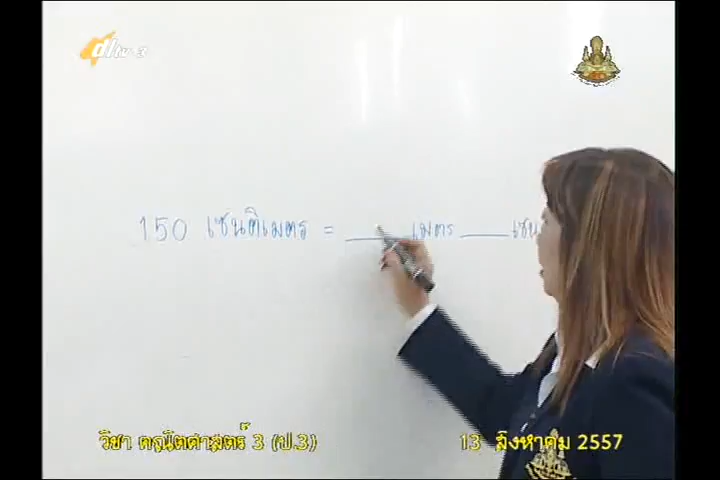 150 เซนติเมตร = ____ เมตร ____ เซน
วิชา คณิตศาสตร์ 3 (ป.3)
13 สิงหาคม 2557